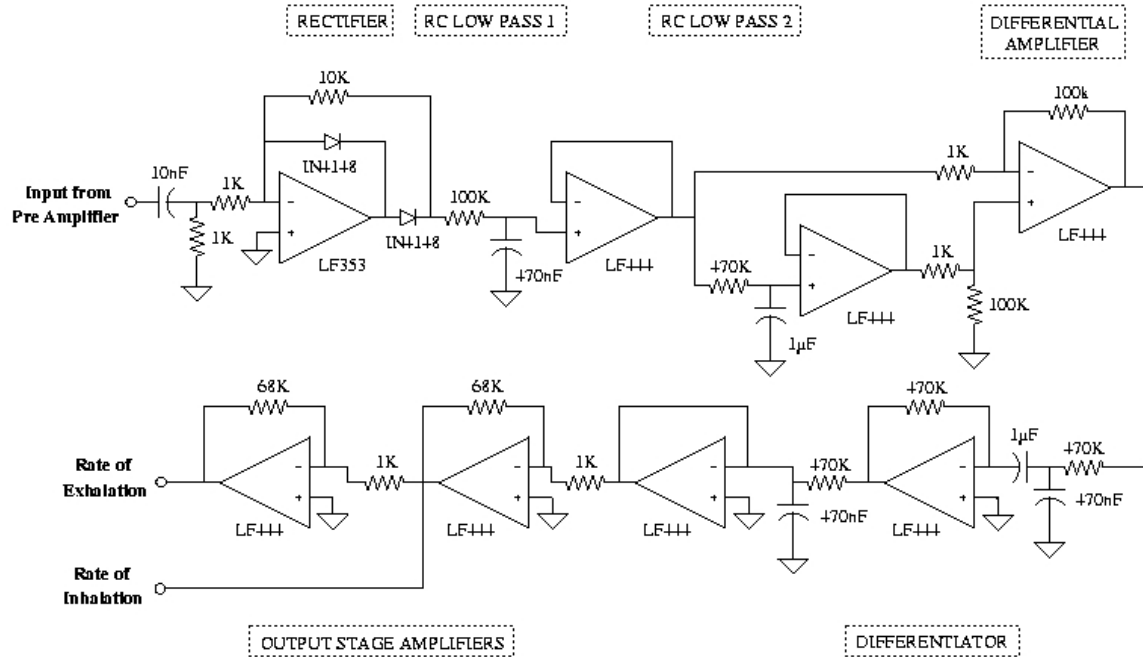 RECTIFIER
RC LOW PASS 1
RC LOW PASS 2
DIFFERENTIAL
AMPLIFIER
10K
100k
IN4148
10nF
1K
100K
1K
Input from
Pre Amplifier
1K
IN4148
LF353
470nF
LF444
470K
1K
LF444
LF444
100K
1µF
68K
68K
470K
1µF
1K
1K
470K
470K
Rate of
Exhalation
470nF
470nF
LF444
LF444
LF444
LF444
Rate of
Inhalation
OUTPUT STAGE AMPLIFIERS
DIFFERENTIATOR